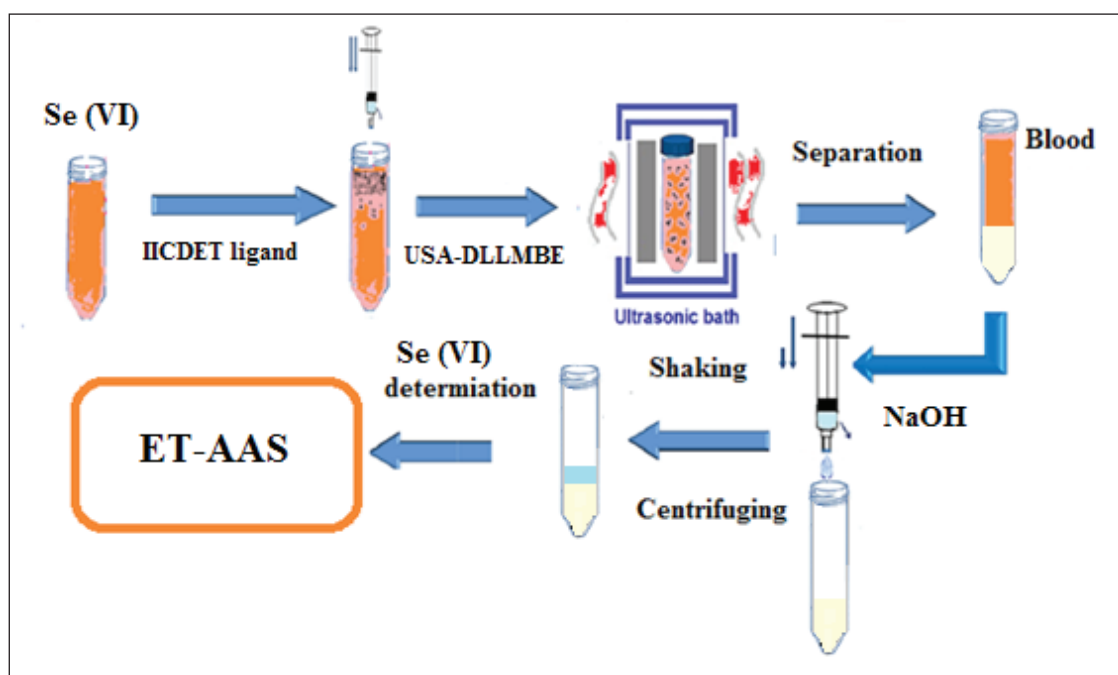 Se (VI)
IICDET ligand
USA-DLLMBE
Ultrasonic bath
Separation
Blood
NaOH
Shaking
Centrifuging
Se (VI)
determiation
ET-AAS